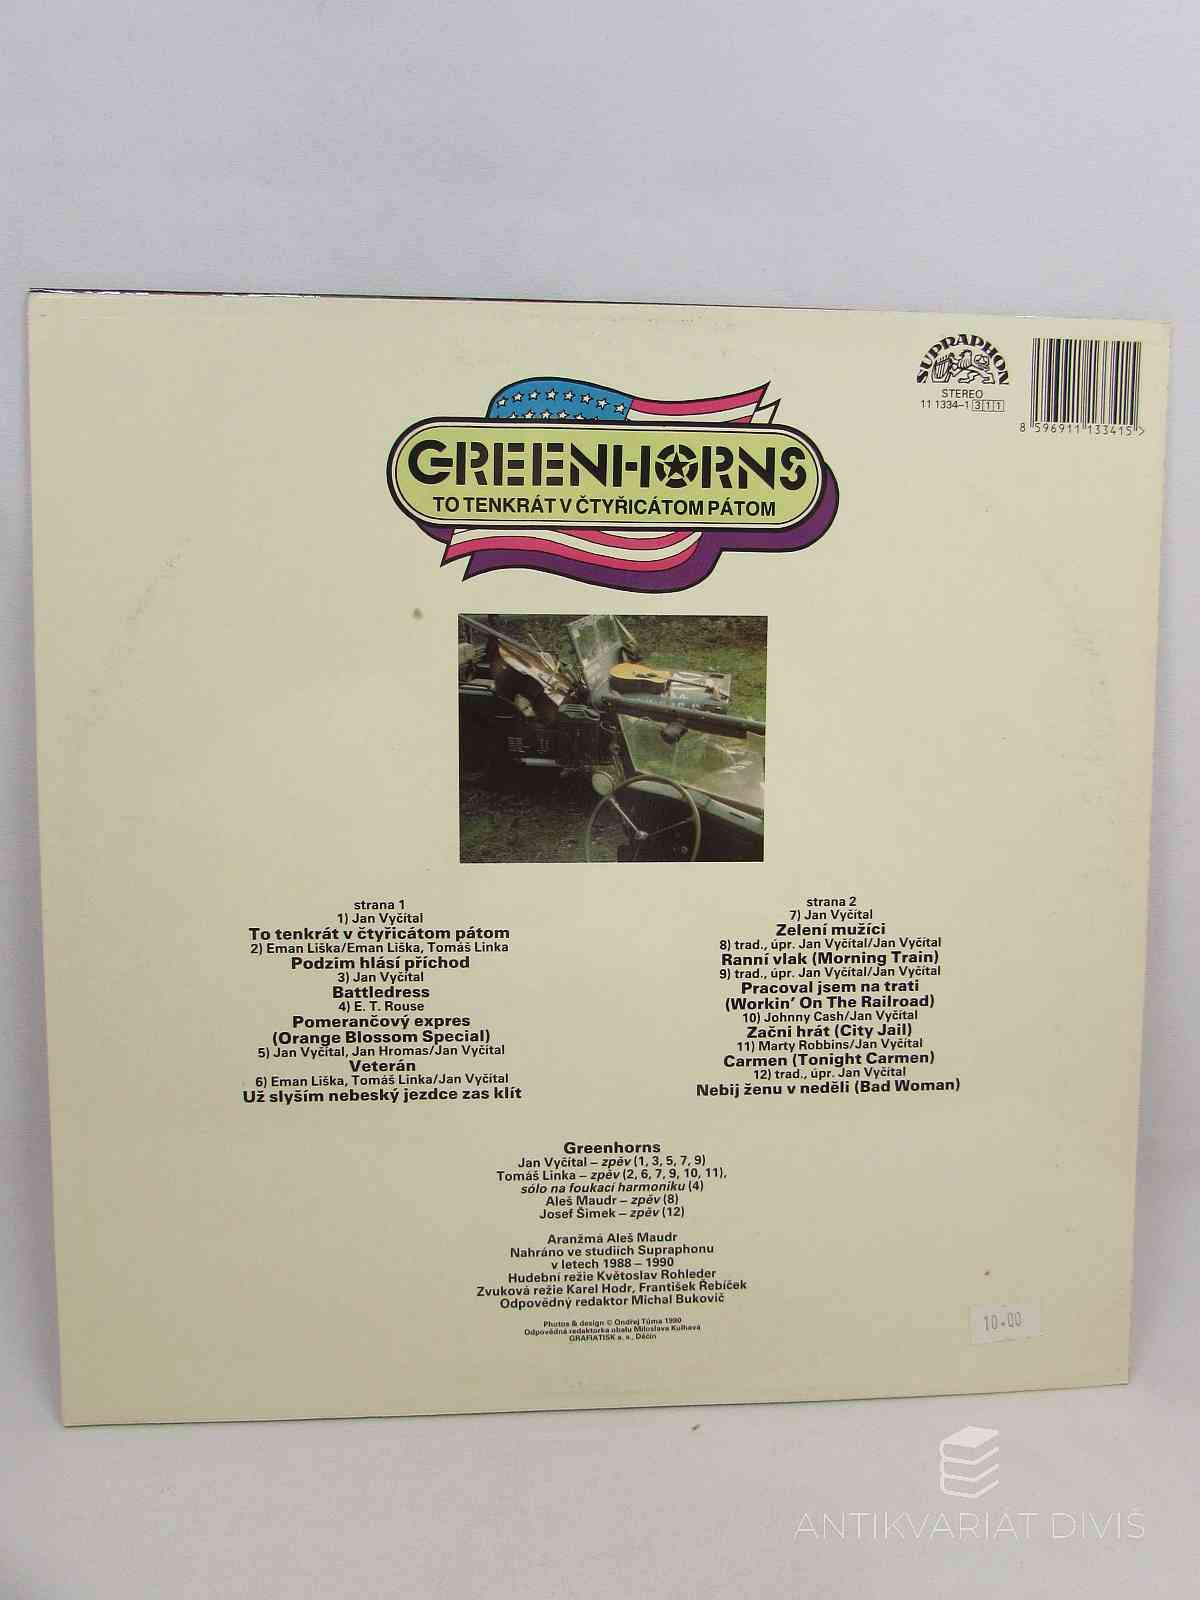 SUPRAPHON
STEREO
11 1334-1 311
8 596911 133415 >
GREENHORNS
TO TENKRÁT V ČTYŘICÁTOM PÁTOM
strana 1
1) Jan Vyčítal
To tenkrát v čtyřicátom pátom
2) Eman Liška/Eman Liška, Tomáš Linka
Podzim hlásí příchod
3) Jan Vyčítal
Battledress
4) E. T. Rouse
Pomerančový expres
(Orange Blossom Special)
5) Jan Vyčítal, Jan Hromas/Jan Vyčítal
Veterán
6) Eman Liška, Tomáš Linka/Jan Vyčítal
Už slyším nebeský jezdce zas klít
strana 2
7) Jan Vyčítal
Zelení mužíci
8) trad., úpr. Jan Vyčítal/Jan Vyčítal
Ranní vlak (Morning Train)
9) trad., úpr. Jan Vyčítal/Jan Vyčítal
Pracoval jsem na trati
(Workin' On The Railroad)
10) Johnny Cash/Jan Vyčítal
Začni hrát (City Jail)
11) Marty Robbins/Jan Vyčítal
Carmen (Tonight Carmen)
12) trad., úpr. Jan Vyčítal
Nebij ženu v neděli (Bad Woman)
Greenhorns
Jan Vyčítal – zpěv (1, 3, 5, 7, 9)
Tomáš Linka – zpěv (2, 6, 7, 9, 10, 11),
sólo na foukací harmoniku (4)
Aleš Maudr – zpěv (8)
Josef Šimek – zpěv (12)
Aranžmá Aleš Maudr
Nahráno ve studiích Supraphonu
v letech 1988 – 1990
Hudební režie Květoslav Rohleder
Zvuková režie Karel Hodr, František Řebíček
Odpovědný redaktor Michal Bukovič
Photos & design © Ondřej Tůma 1990
Odpovědná redaktorka obalu Miloslava Kulhavá
GRAFIATISK a. s., Děčín
10.00
ANTIKVARIÁT DIVIŠ